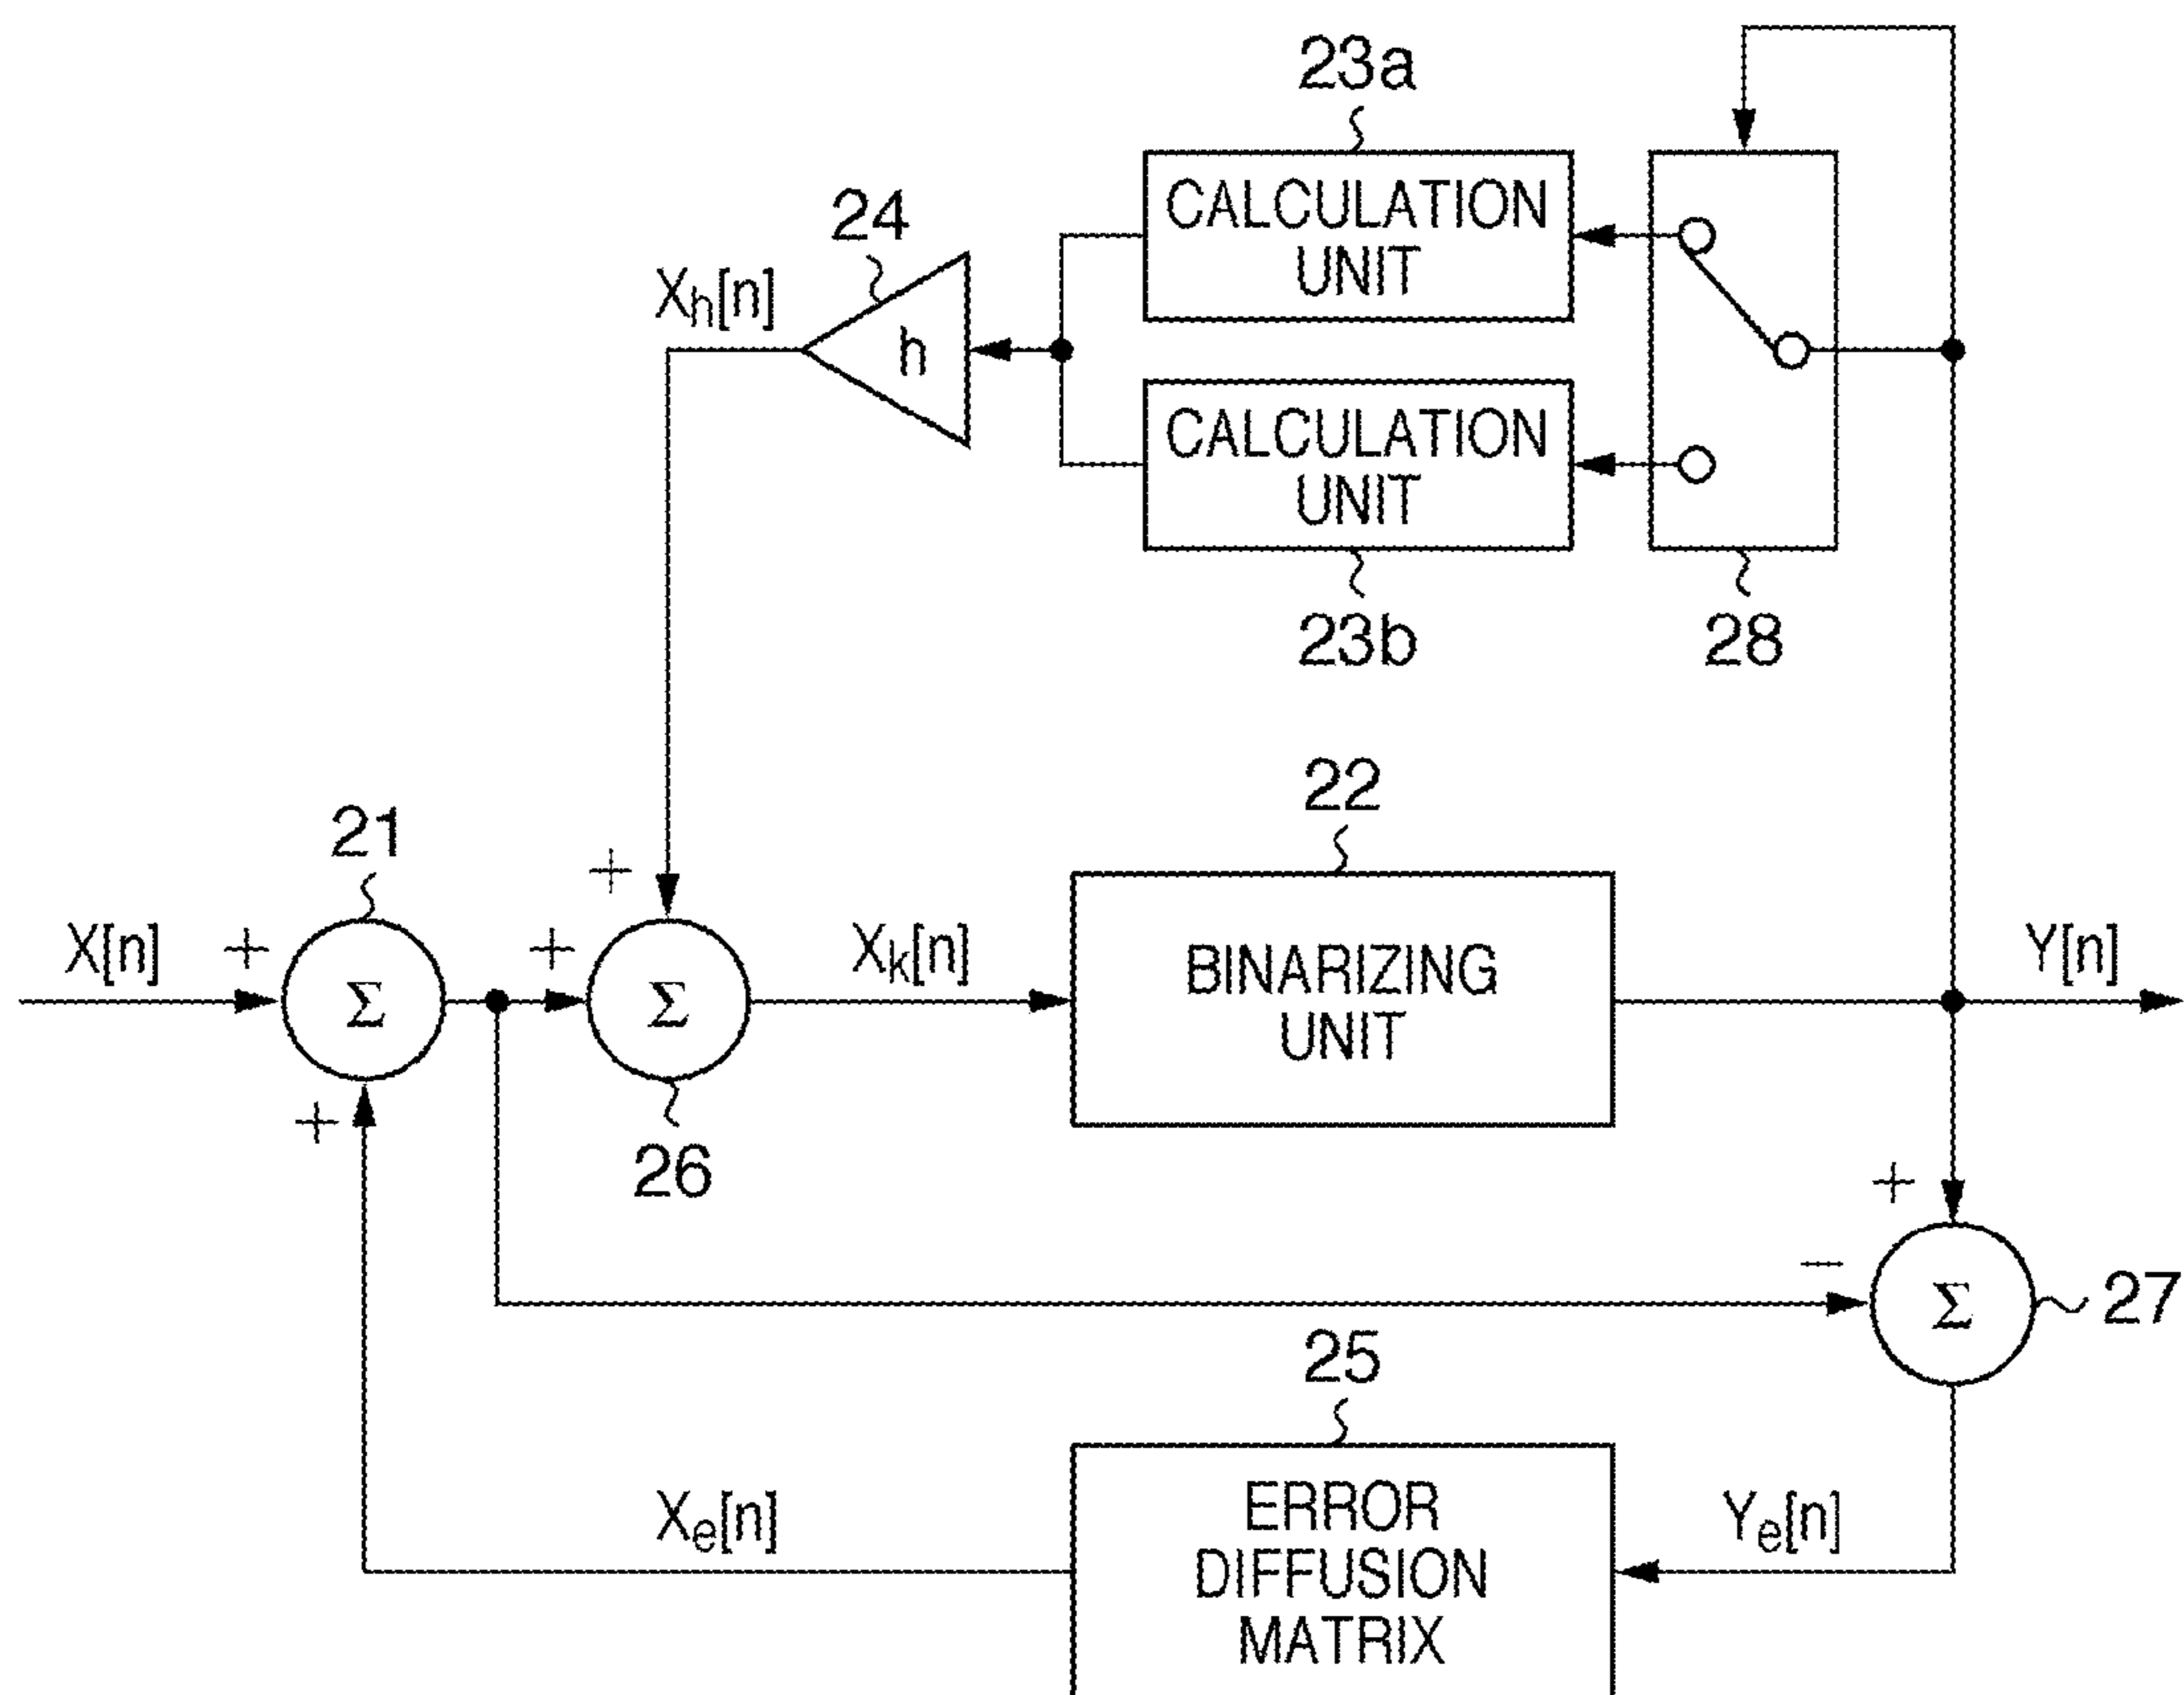 23a
CALCULATION
UNIT
24
Xh[n]
h
CALCULATION
UNIT
23b
28
22
21
X[n]
+
+
+
Σ
Σ
Xk[n]
BINARIZING
UNIT
Y[n]
+
26
+
−
Σ
27
25
Xe[n]
ERROR
DIFFUSION
MATRIX
Ye[n]